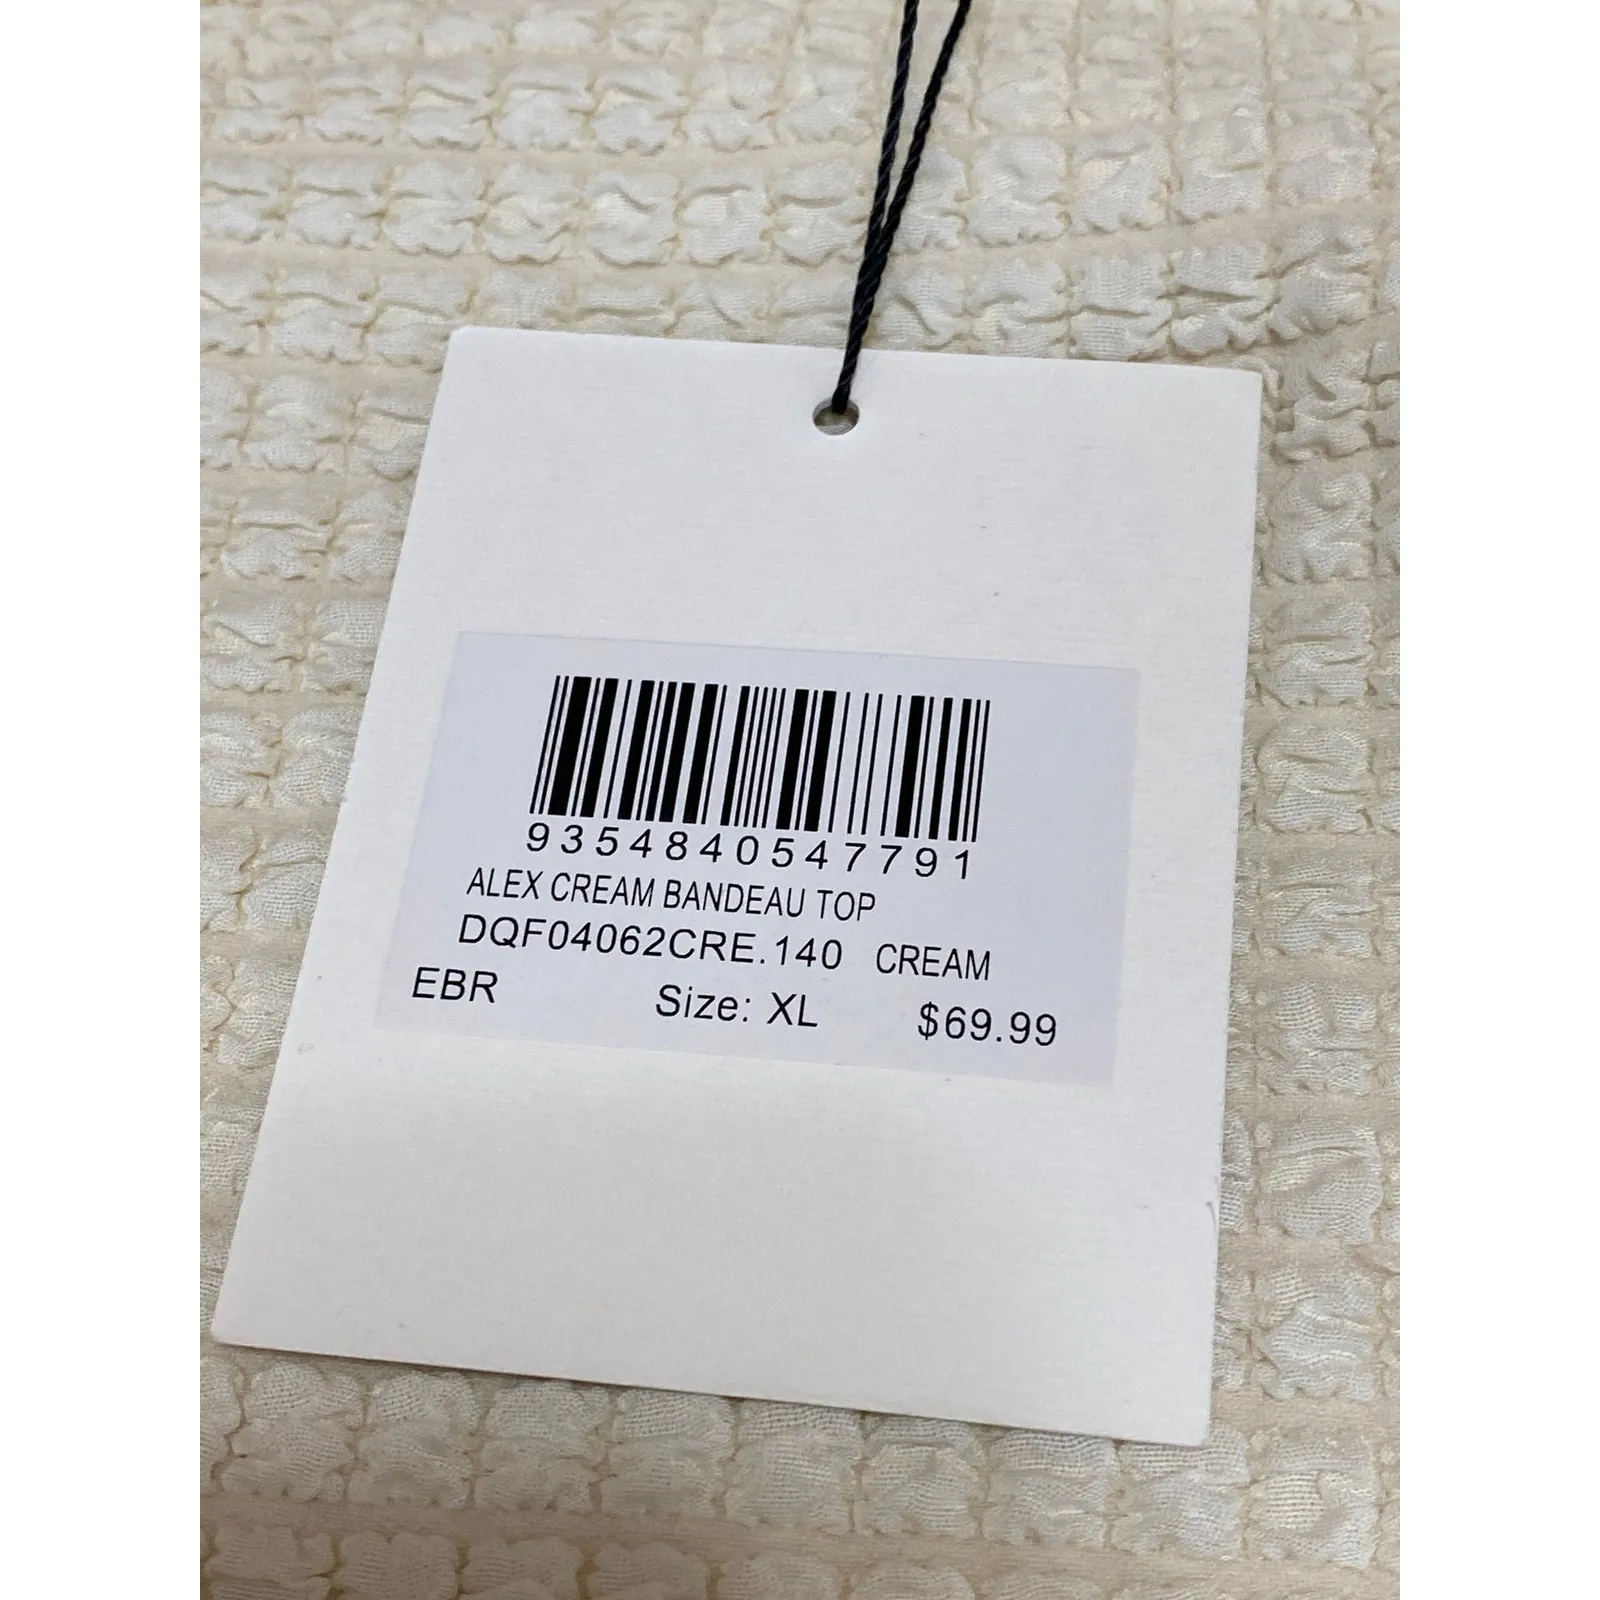 9354840547791
ALEX CREAM BANDEAU TOP
DQF04062CRE.140 CREAM
EBR Size: XL $69.99